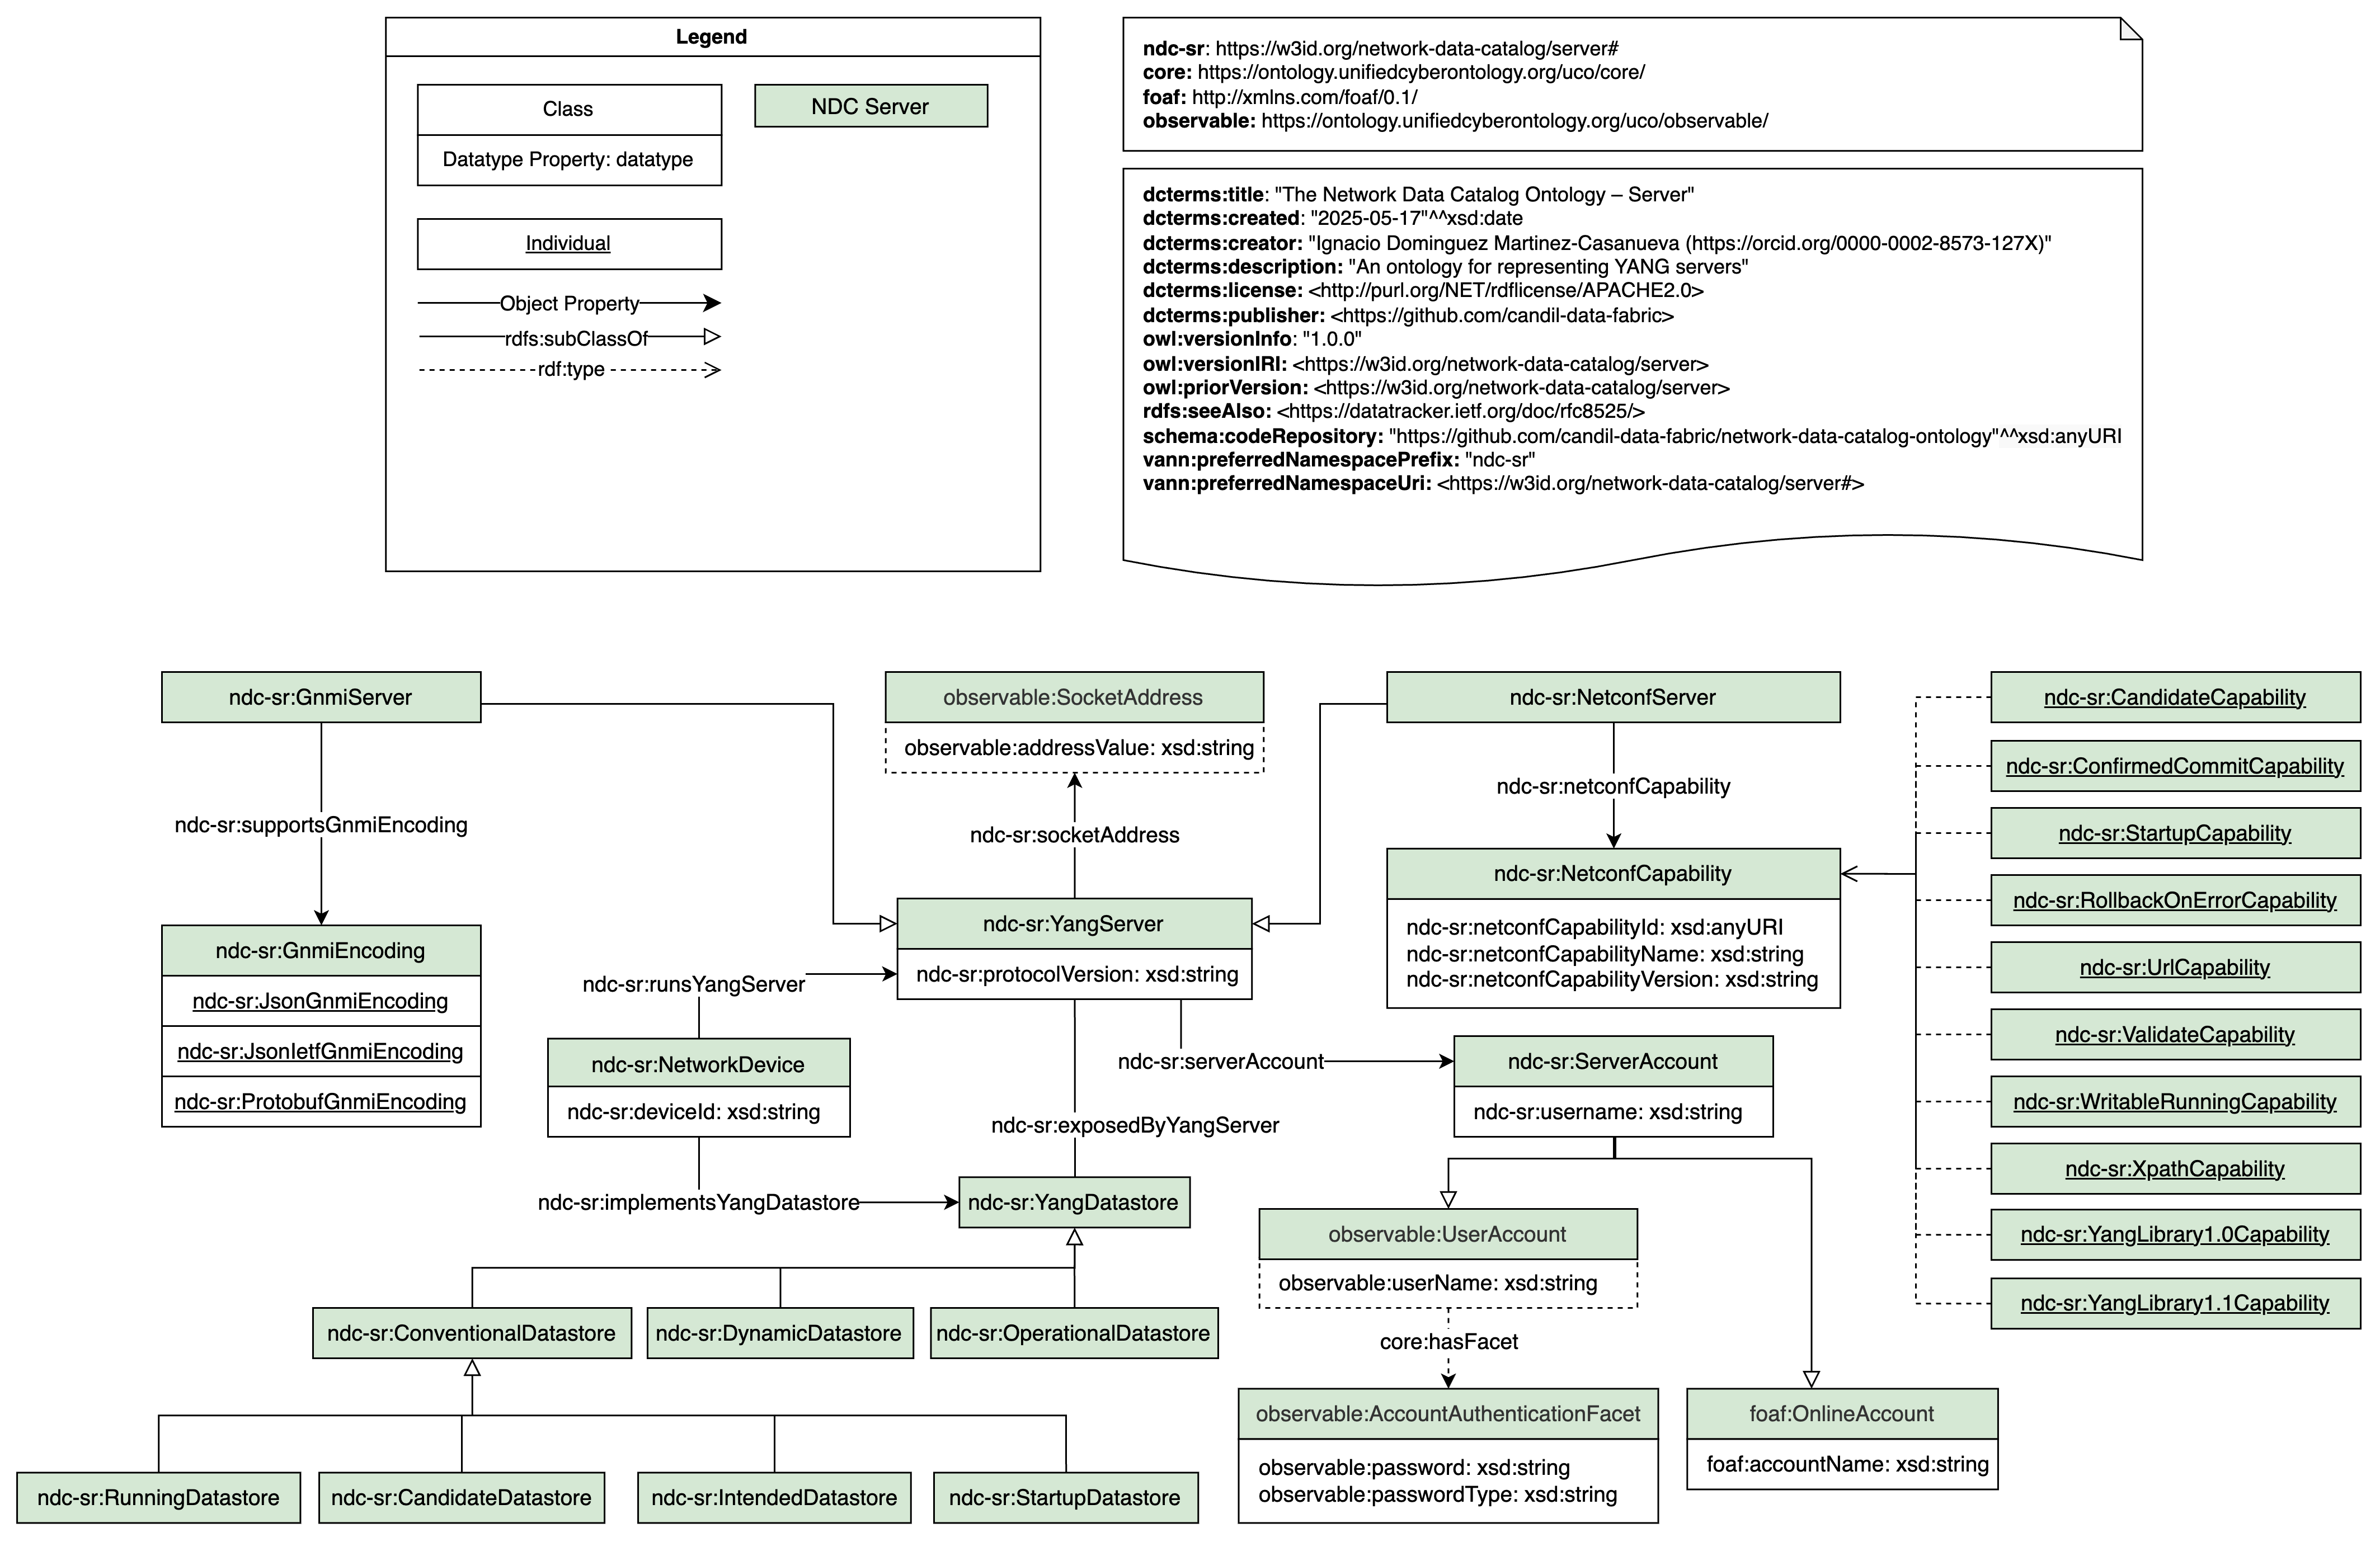 Legend
Class
Datatype Property: datatype
NDC Server
Individual
Object Property
rdfs:subClassOf
rdf:type
ndc-sr: https://w3id.org/network-data-catalog/server#
core: https://ontology.unifiedcyberontology.org/uco/core/
foaf: http://xmlns.com/foaf/0.1/
observable: https://ontology.unifiedcyberontology.org/uco/observable/
dcterms:title: "The Network Data Catalog Ontology – Server"
dcterms:created: "2025-05-17"^^xsd:date
dcterms:creator: "Ignacio Dominguez Martinez-Casanueva (https://orcid.org/0000-0002-8573-127X)"
dcterms:description: "An ontology for representing YANG servers"
dcterms:license: <http://purl.org/NET/rdflicense/APACHE2.0>
dcterms:publisher: <https://github.com/candil-data-fabric>
owl:versionInfo: "1.0.0"
owl:versionIRI: <https://w3id.org/network-data-catalog/server>
owl:priorVersion: <https://w3id.org/network-data-catalog/server>
rdfs:seeAlso: <https://datatracker.ietf.org/doc/rfc8525/>
schema:codeRepository: "https://github.com/candil-data-fabric/network-data-catalog-ontology"^^xsd:anyURI
vann:preferredNamespacePrefix: "ndc-sr"
vann:preferredNamespaceUri: <https://w3id.org/network-data-catalog/server#>
ndc-sr:GnmiServer
ndc-sr:supportsGnmiEncoding
ndc-sr:GnmiEncoding
ndc-sr:JsonGnmiEncoding
ndc-sr:JsonIetfGnmiEncoding
ndc-sr:ProtobufGnmiEncoding
observable:SocketAddress
observable:addressValue: xsd:string
ndc-sr:socketAddress
ndc-sr:YangServer
ndc-sr:protocolVersion: xsd:string
ndc-sr:runsYangServer
ndc-sr:NetworkDevice
ndc-sr:deviceId: xsd:string
ndc-sr:implementsYangDatastore
ndc-sr:exposedByYangServer
ndc-sr:YangDatastore
ndc-sr:serverAccount
ndc-sr:NetconfServer
ndc-sr:netconfCapability
ndc-sr:NetconfCapability
ndc-sr:netconfCapabilityId: xsd:anyURI
ndc-sr:netconfCapabilityName: xsd:string
ndc-sr:netconfCapabilityVersion: xsd:string
ndc-sr:ServerAccount
ndc-sr:username: xsd:string
ndc-sr:CandidateCapability
ndc-sr:ConfirmedCommitCapability
ndc-sr:StartupCapability
ndc-sr:RollbackOnErrorCapability
ndc-sr:UrlCapability
ndc-sr:ValidateCapability
ndc-sr:WritableRunningCapability
ndc-sr:XpathCapability
ndc-sr:YangLibrary1.0Capability
ndc-sr:YangLibrary1.1Capability
observable:UserAccount
observable:userName: xsd:string
core:hasFacet
observable:AccountAuthenticationFacet
observable:password: xsd:string
observable:passwordType: xsd:string
foaf:OnlineAccount
foaf:accountName: xsd:string
ndc-sr:ConventionalDatastore
ndc-sr:DynamicDatastore
ndc-sr:OperationalDatastore
ndc-sr:RunningDatastore
ndc-sr:CandidateDatastore
ndc-sr:IntendedDatastore
ndc-sr:StartupDatastore